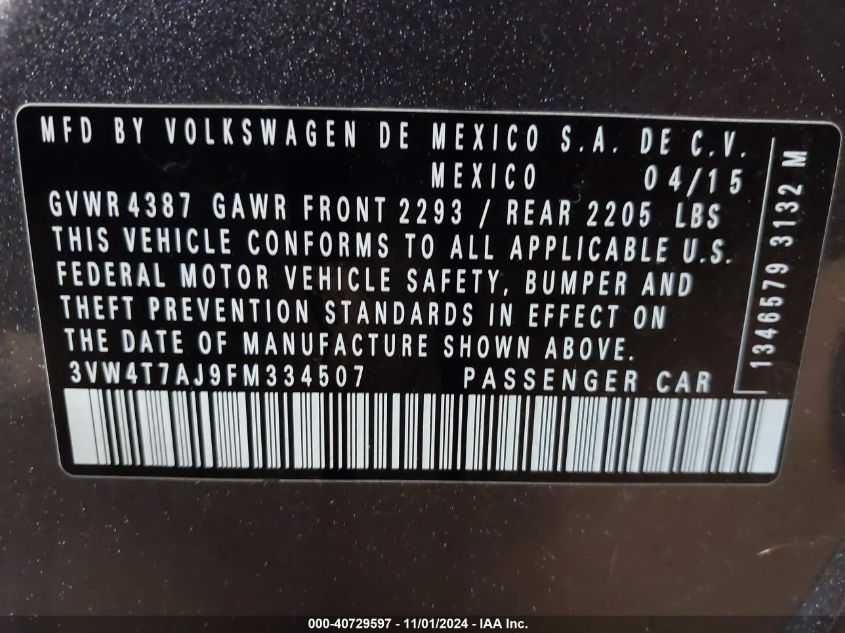 MFD BY VOLKSWAGEN DE MEXICO S.A. DE C.V.
MEXICO 04/15
GVWR 4387 GAWR FRONT 2293 / REAR 2205 LBS
THIS VEHICLE CONFORMS TO ALL APPLICABLE U.S.
FEDERAL MOTOR VEHICLE SAFETY, BUMPER AND
THEFT PREVENTION STANDARDS IN EFFECT ON
THE DATE OF MANUFACTURE SHOWN ABOVE.
3VW4T7AJ9FM334507 PASSENGER CAR
1346579 3132 M
000-40729597 - 11/01/2024 - IAA Inc.